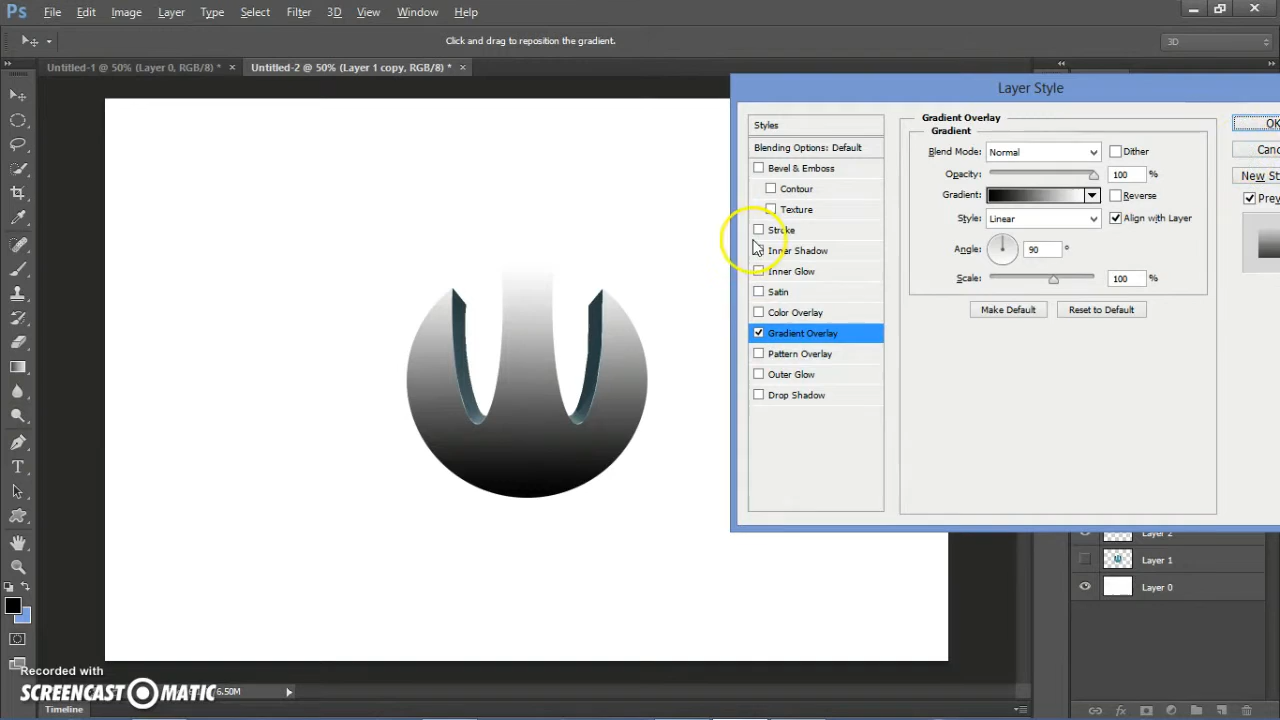 Ps File Edit Image Layer Type Select Filter 3D View Window Help
Click and drag to reposition the gradient.
3D
Untitled-1 @ 50% (Layer 0, RGB/8) * ×
Untitled-2 @ 50% (Layer 1 copy, RGB/8) * ×
Layer Style
Styles
Blending Options: Default
Bevel & Emboss
Contour
Texture
Stroke
Inner Shadow
Inner Glow
Satin
Color Overlay
Gradient Overlay
Pattern Overlay
Outer Glow
Drop Shadow
Gradient Overlay
Gradient
Blend Mode: Normal Dither
Opacity: 100 %
Gradient: Reverse
Style: Linear Align with Layer
Angle: 90 °
Scale: 100 %
Make Default Reset to Default
OK
Canc
New St
Prev
Layer 2
Layer 1
Layer 0
Recorded with
SCREENCAST-O-MATIC
6.50M
Timeline